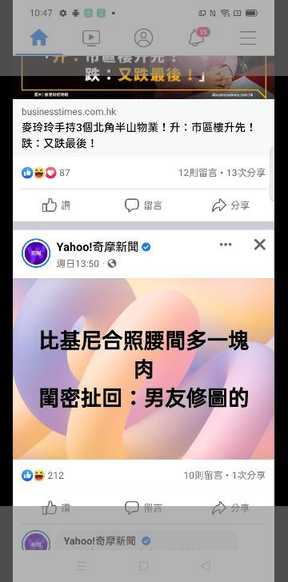 10:47
15
升：市區樓升先！
跌：又跌最後！」
businesstimes.com.hk
businesstimes.com.hk
麥玲玲手持3個北角半山物業！升：市區樓升先！
跌：又跌最後！
87 12則留言・13次分享
讚 留言 分享
Yahoo!奇摩新聞
週日13:50
比基尼合照腰間多一塊
肉
閨密扯回：男友修圖的
212 10則留言・1次分享
讚 留言 分享
Yahoo!奇摩新聞